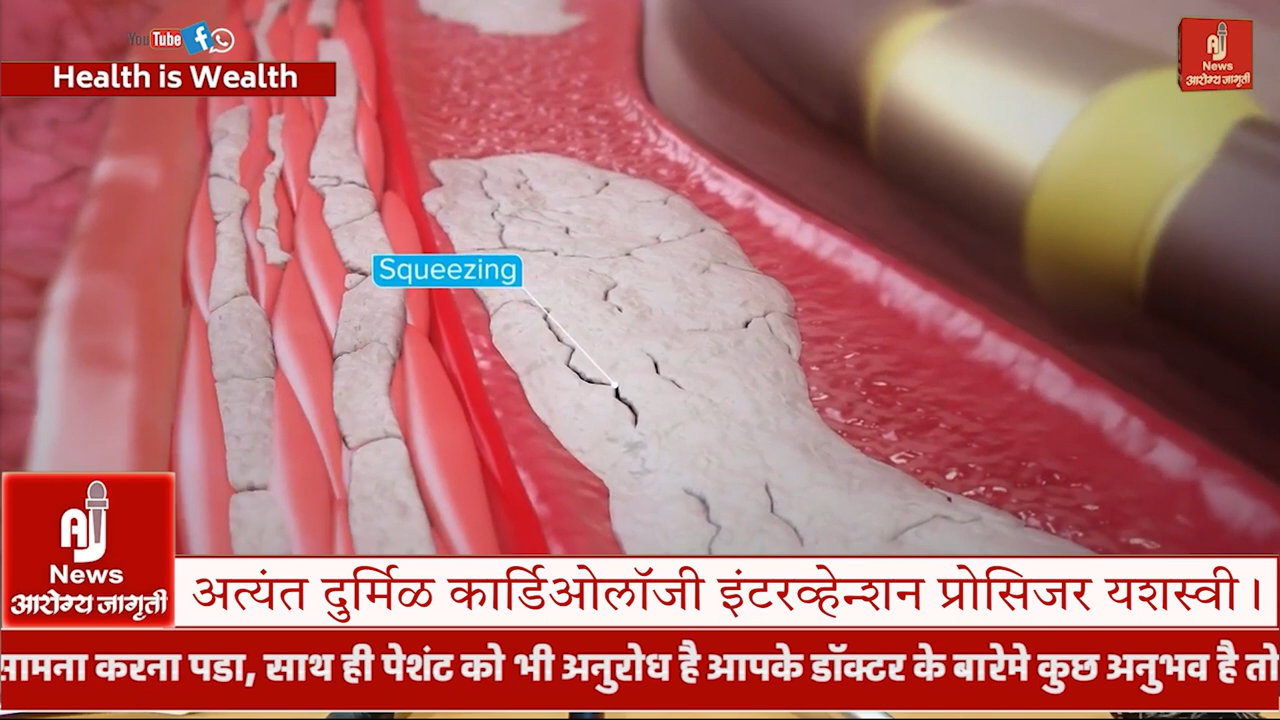 YouTube
Health is Wealth
AJ
News
आरोग्य जागृती
Squeezing
AJ
News
आरोग्य जागृती
अत्यंत दुर्मिळ कार्डिओलॉजी इंटरव्हेन्शन प्रोसिजर यशस्वी।
सामना करना पडा, साथ ही पेशंट को भी अनुरोध है आपके डॉक्टर के बारेमे कुछ अनुभव है तो